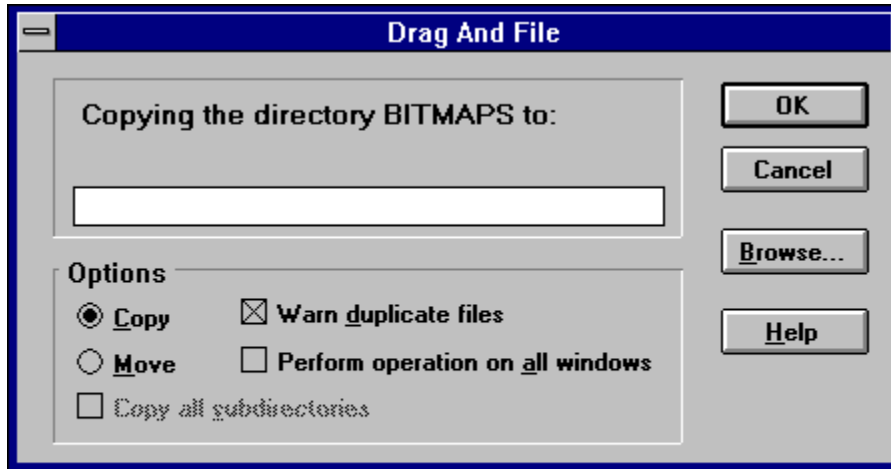 Drag And File
Copying the directory BITMAPS to:
OK
Cancel
Browse...
Help
Options
Copy
Warn duplicate files
Move
Perform operation on all windows
Copy all subdirectories